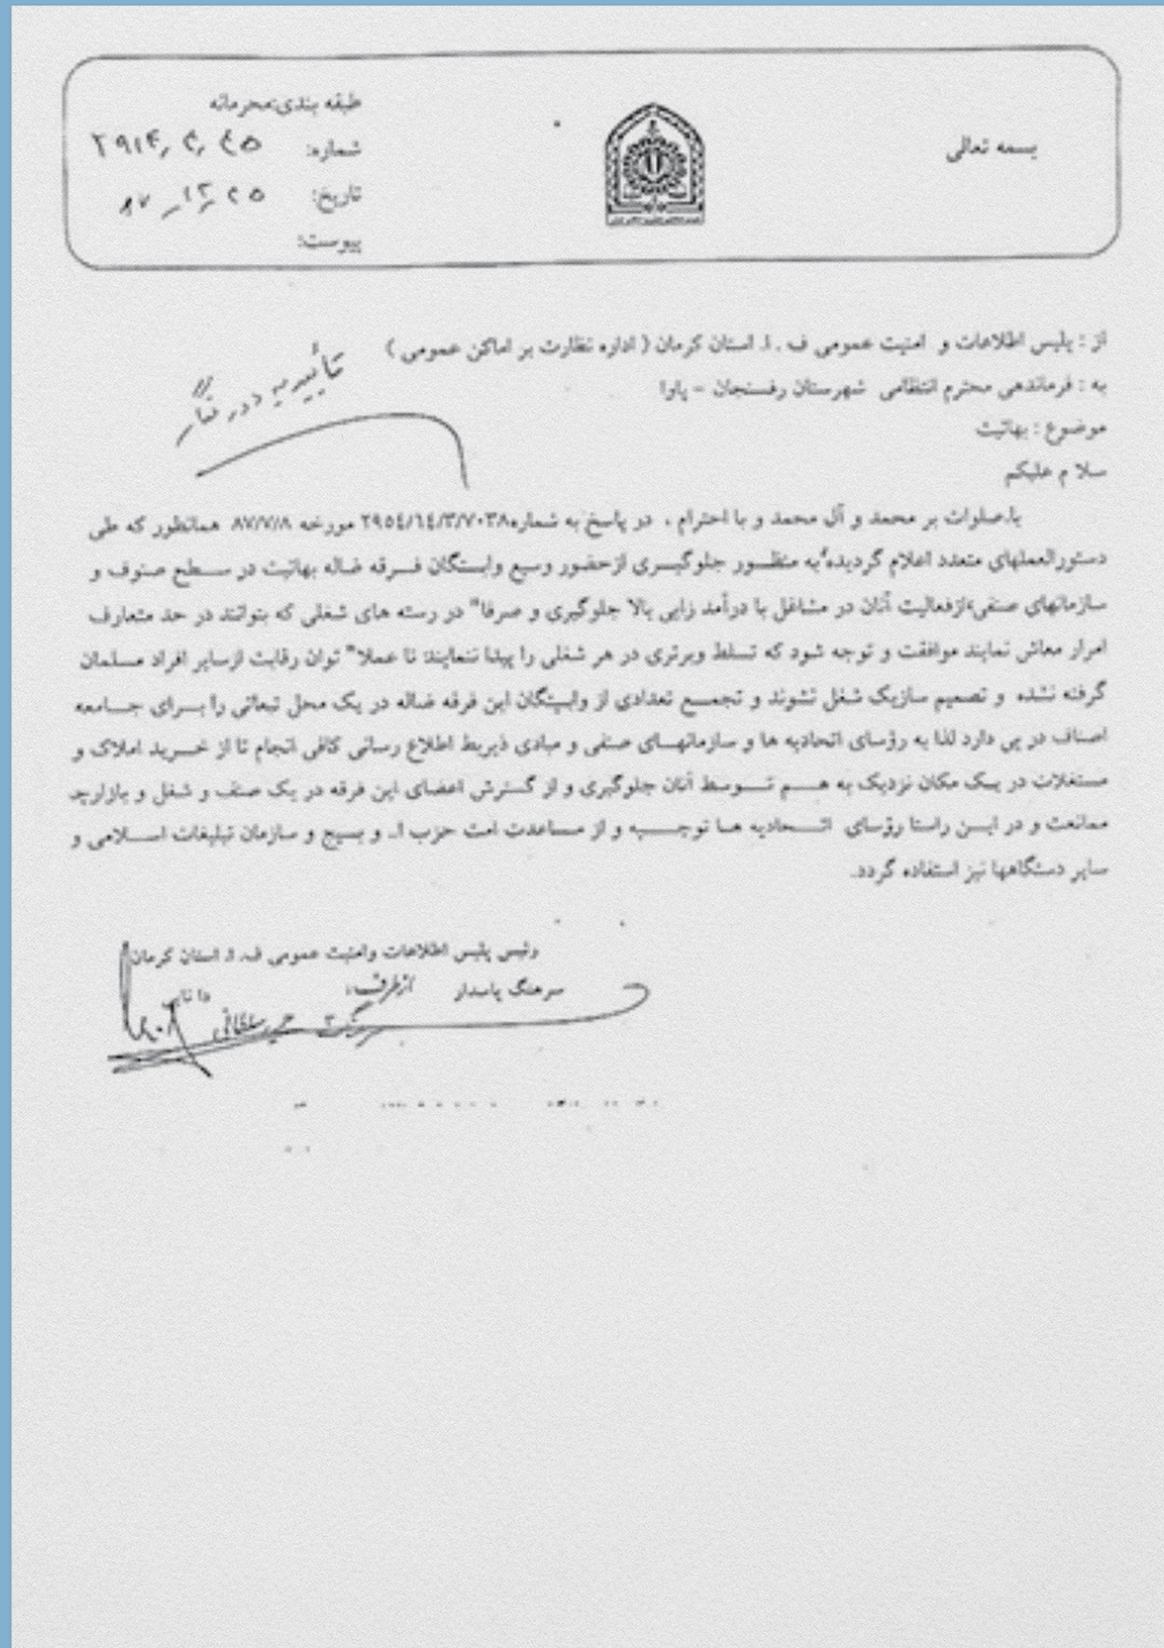 بسمه تعالی
طبقه بندی:محرمانه
شماره:
تاریخ: ۲۵
پیوست:
از : پلیس اطلاعات و امنیت عمومی ف . ا. استان کرمان ( اداره نظارت بر اماکن عمومی )
به : فرماندهی محترم انتظامی شهرستان رفسنجان – پاوا
موضوع : بهائیت
سلام علیکم
با صلوات بر محمد و آل محمد و با احترام ، در پاسخ به شماره ۲۹۵٤/۱٤/۳/۷۰۳۸ مورخه ۸۷/۷/۸ همانطور که طی
دستورالعملهای متعدد اعلام گردیده به منظور جلوگیری ازحضور وسیع وابستگان فرقه ضاله بهائیت در سطح صنوف و
سازمانهای صنفی،ازفعالیت آنان در مشاغل با درآمد زایی بالا جلوگیری و صرفا" در رسته های شغلی که بتوانند در حد متعارف
امرار معاش نمایند موافقت و توجه شود که تسلط وبرتری در هر شغلی را پیدا ننمایند تا عملا" توان رقابت ازسایر افراد مسلمان
گرفته نشده و تصمیم سازیک شغل نشوند و تجمع تعدادی از وابستگان این فرقه ضاله در یک محل تبعاتی را برای جامعه
اصناف در پی دارد لذا به رؤسای اتحادیه ها و سازمانهای صنفی و مبادی ذیربط اطلاع رسانی کافی انجام تا از خرید املاک و
مستغلات در یک مکان نزدیک به هم توسط آنان جلوگیری و از گسترش اعضای این فرقه در یک صنف و شغل و بازارچه
ممانعت و در این راستا رؤسای اتحادیه ها توجیه و از مساعدت امت حزب ا.. و بسیج و سازمان تبلیغات اسلامی و
سایر دستگاهها نیز استفاده گردد.
رئیس پلیس اطلاعات وامنیت عمومی ف. ا. استان کرمان
سرهنگ پاسدار ازطرف